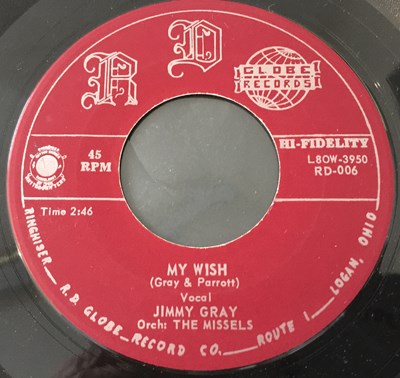 R D
GLOBE
RECORDS
45
RPM
HI-FIDELITY
L8OW-3950
RD-006
Time 2:46
MY WISH
(Gray & Parrott)
Vocal
JIMMY GRAY
Orch: THE MISSELS
RINGHISER — R. D. GLOBE — RECORD CO. — ROUTE 1 — LOGAN, OHIO